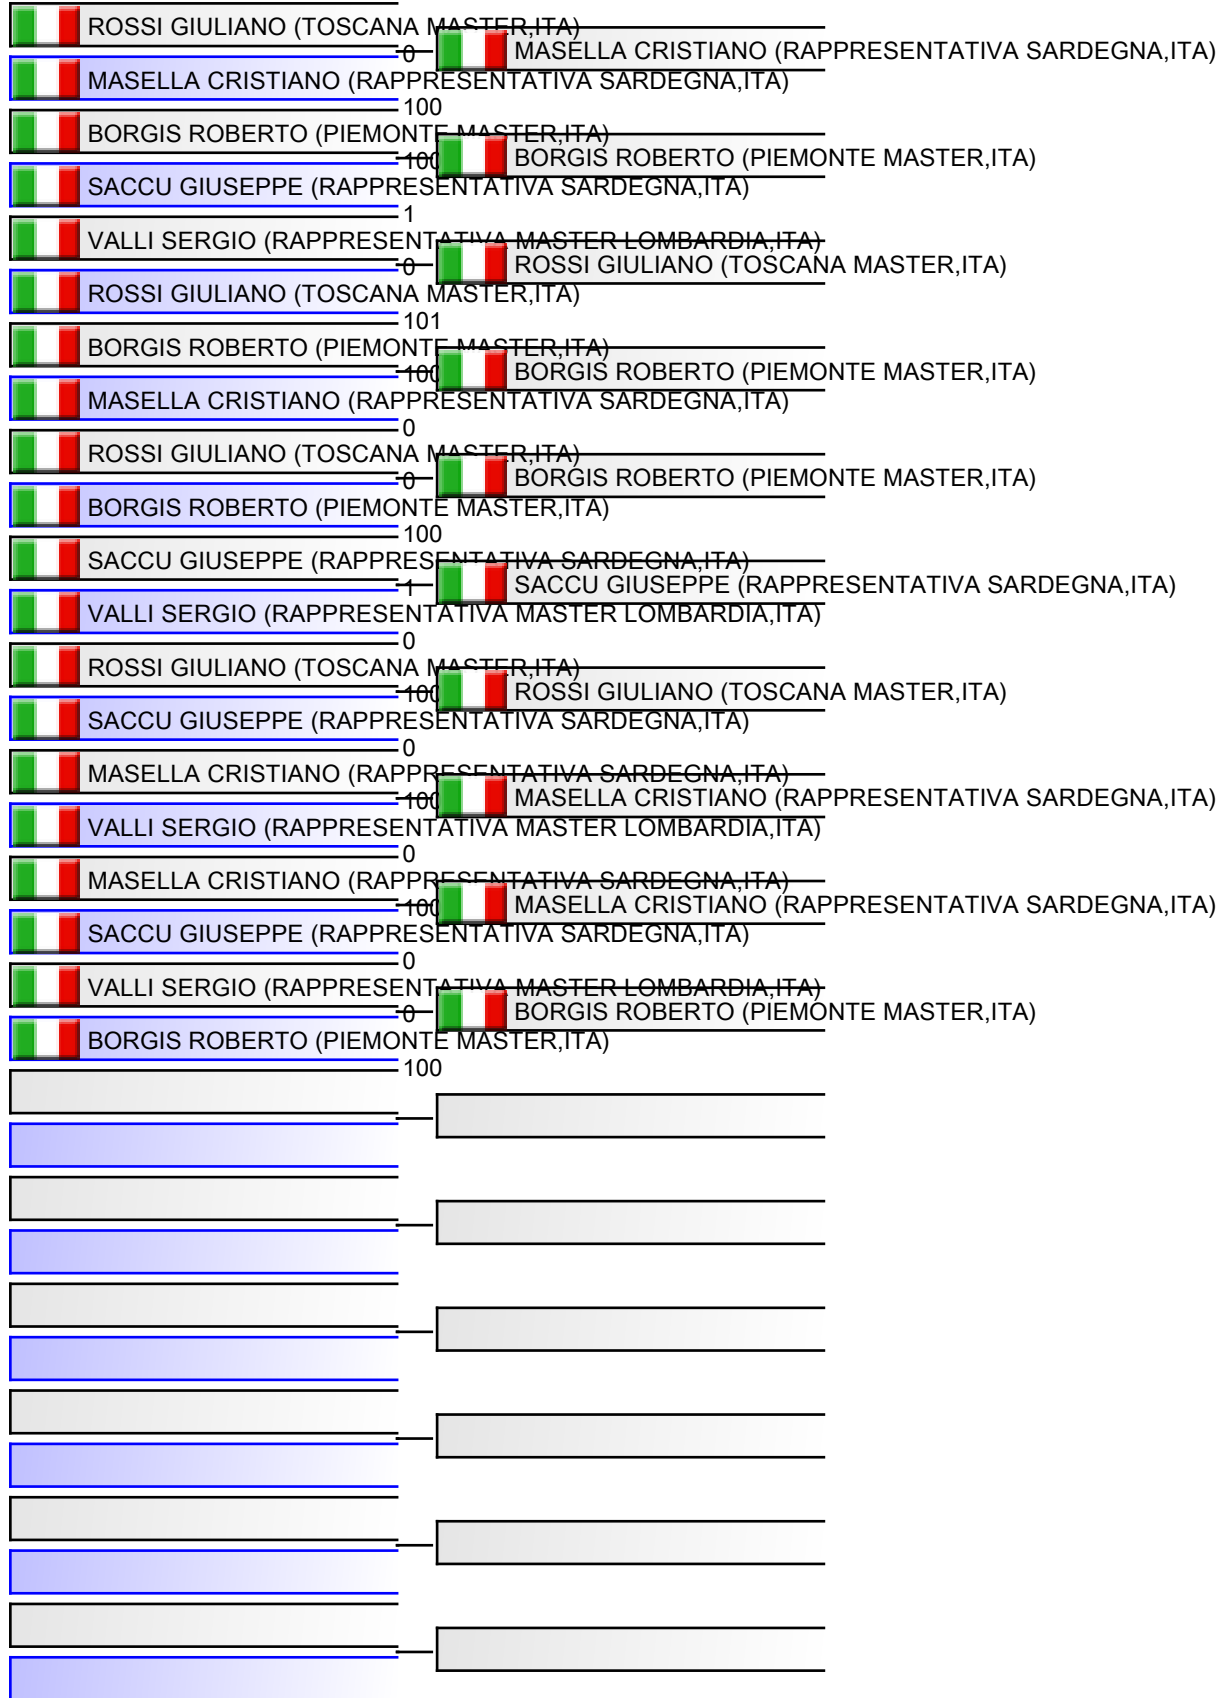 ROSSI GIULIANO (TOSCANA MASTER,ITA)
0
MASELLA CRISTIANO (RAPPRESENTATIVA SARDEGNA,ITA)
MASELLA CRISTIANO (RAPPRESENTATIVA SARDEGNA,ITA)
100
BORGIS ROBERTO (PIEMONTE MASTER,ITA)
100
BORGIS ROBERTO (PIEMONTE MASTER,ITA)
SACCU GIUSEPPE (RAPPRESENTATIVA SARDEGNA,ITA)
1
VALLI SERGIO (RAPPRESENTATIVA MASTER LOMBARDIA,ITA)
0
ROSSI GIULIANO (TOSCANA MASTER,ITA)
ROSSI GIULIANO (TOSCANA MASTER,ITA)
101
BORGIS ROBERTO (PIEMONTE MASTER,ITA)
100
BORGIS ROBERTO (PIEMONTE MASTER,ITA)
MASELLA CRISTIANO (RAPPRESENTATIVA SARDEGNA,ITA)
0
ROSSI GIULIANO (TOSCANA MASTER,ITA)
0
BORGIS ROBERTO (PIEMONTE MASTER,ITA)
BORGIS ROBERTO (PIEMONTE MASTER,ITA)
100
SACCU GIUSEPPE (RAPPRESENTATIVA SARDEGNA,ITA)
1
SACCU GIUSEPPE (RAPPRESENTATIVA SARDEGNA,ITA)
VALLI SERGIO (RAPPRESENTATIVA MASTER LOMBARDIA,ITA)
0
ROSSI GIULIANO (TOSCANA MASTER,ITA)
100
ROSSI GIULIANO (TOSCANA MASTER,ITA)
SACCU GIUSEPPE (RAPPRESENTATIVA SARDEGNA,ITA)
0
MASELLA CRISTIANO (RAPPRESENTATIVA SARDEGNA,ITA)
100
MASELLA CRISTIANO (RAPPRESENTATIVA SARDEGNA,ITA)
VALLI SERGIO (RAPPRESENTATIVA MASTER LOMBARDIA,ITA)
0
MASELLA CRISTIANO (RAPPRESENTATIVA SARDEGNA,ITA)
100
MASELLA CRISTIANO (RAPPRESENTATIVA SARDEGNA,ITA)
SACCU GIUSEPPE (RAPPRESENTATIVA SARDEGNA,ITA)
0
VALLI SERGIO (RAPPRESENTATIVA MASTER LOMBARDIA,ITA)
0
BORGIS ROBERTO (PIEMONTE MASTER,ITA)
BORGIS ROBERTO (PIEMONTE MASTER,ITA)
100